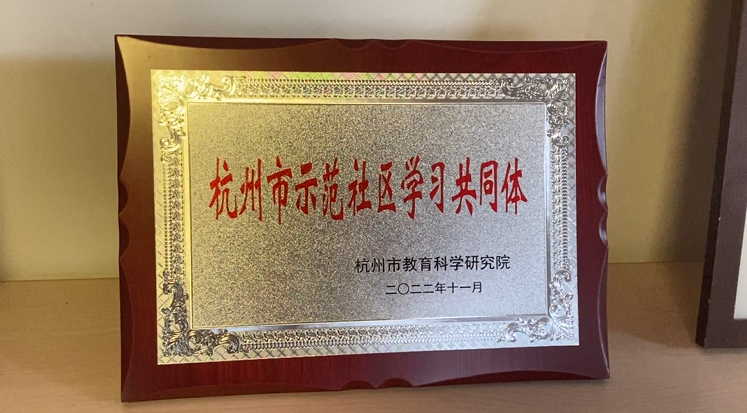 杭州市示范社区学习共同体
杭州市教育科学研究院
二〇二二年十一月